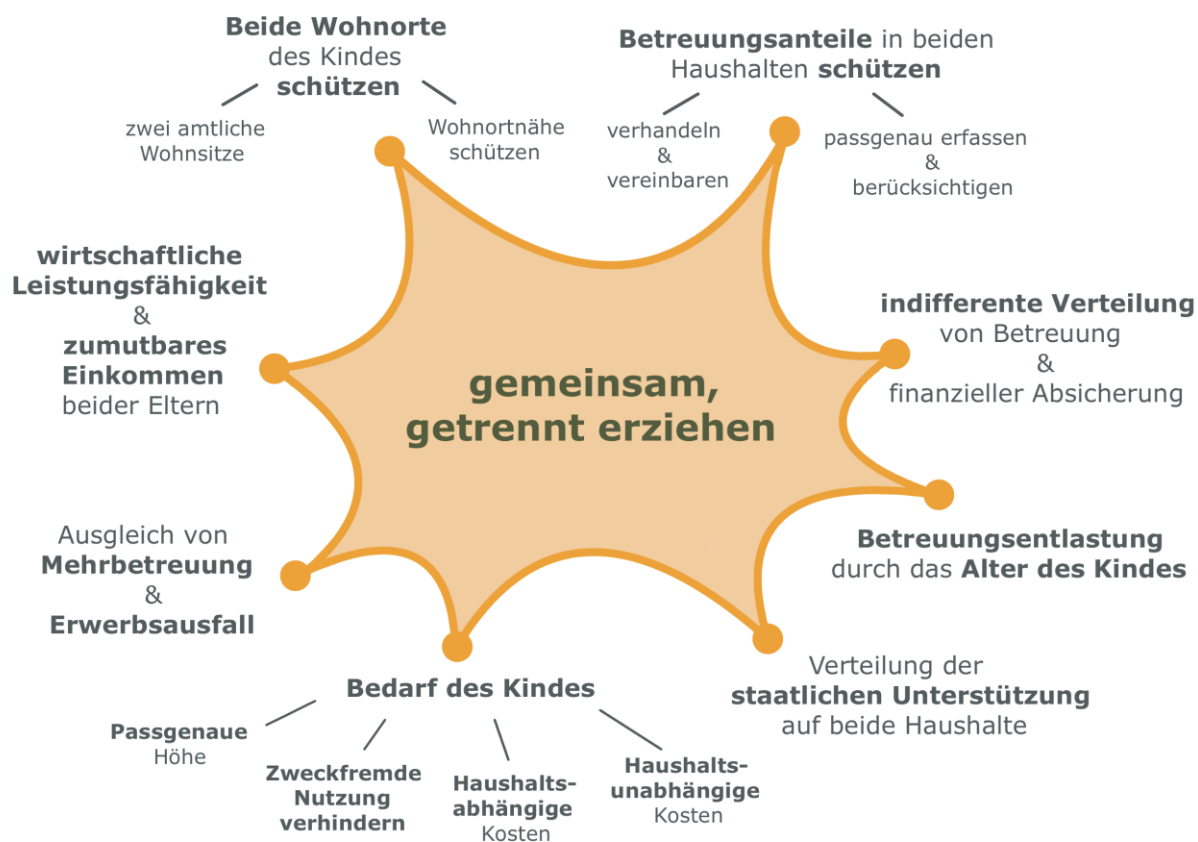 Beide Wohnorte
des Kindes
schützen
zwei amtliche
Wohnsitze
Wohnortnähe
schützen
Betreuungsanteile in beiden
Haushalten schützen
verhandeln
&
vereinbaren
passgenau erfassen
&
berücksichtigen
wirtschaftliche
Leistungsfähigkeit
&
zumutbares
Einkommen
beider Eltern
gemeinsam,
getrennt erziehen
indifferente Verteilung
von Betreuung
&
finanzieller Absicherung
Betreuungsentlastung
durch das Alter des Kindes
Ausgleich von
Mehrbetreuung
&
Erwerbsausfall
Verteilung der
staatlichen Unterstützung
auf beide Haushalte
Bedarf des Kindes
Passgenaue
Höhe
Zweckfremde
Nutzung
verhindern
Haushalts-
abhängige
Kosten
Haushalts-
unabhängige
Kosten